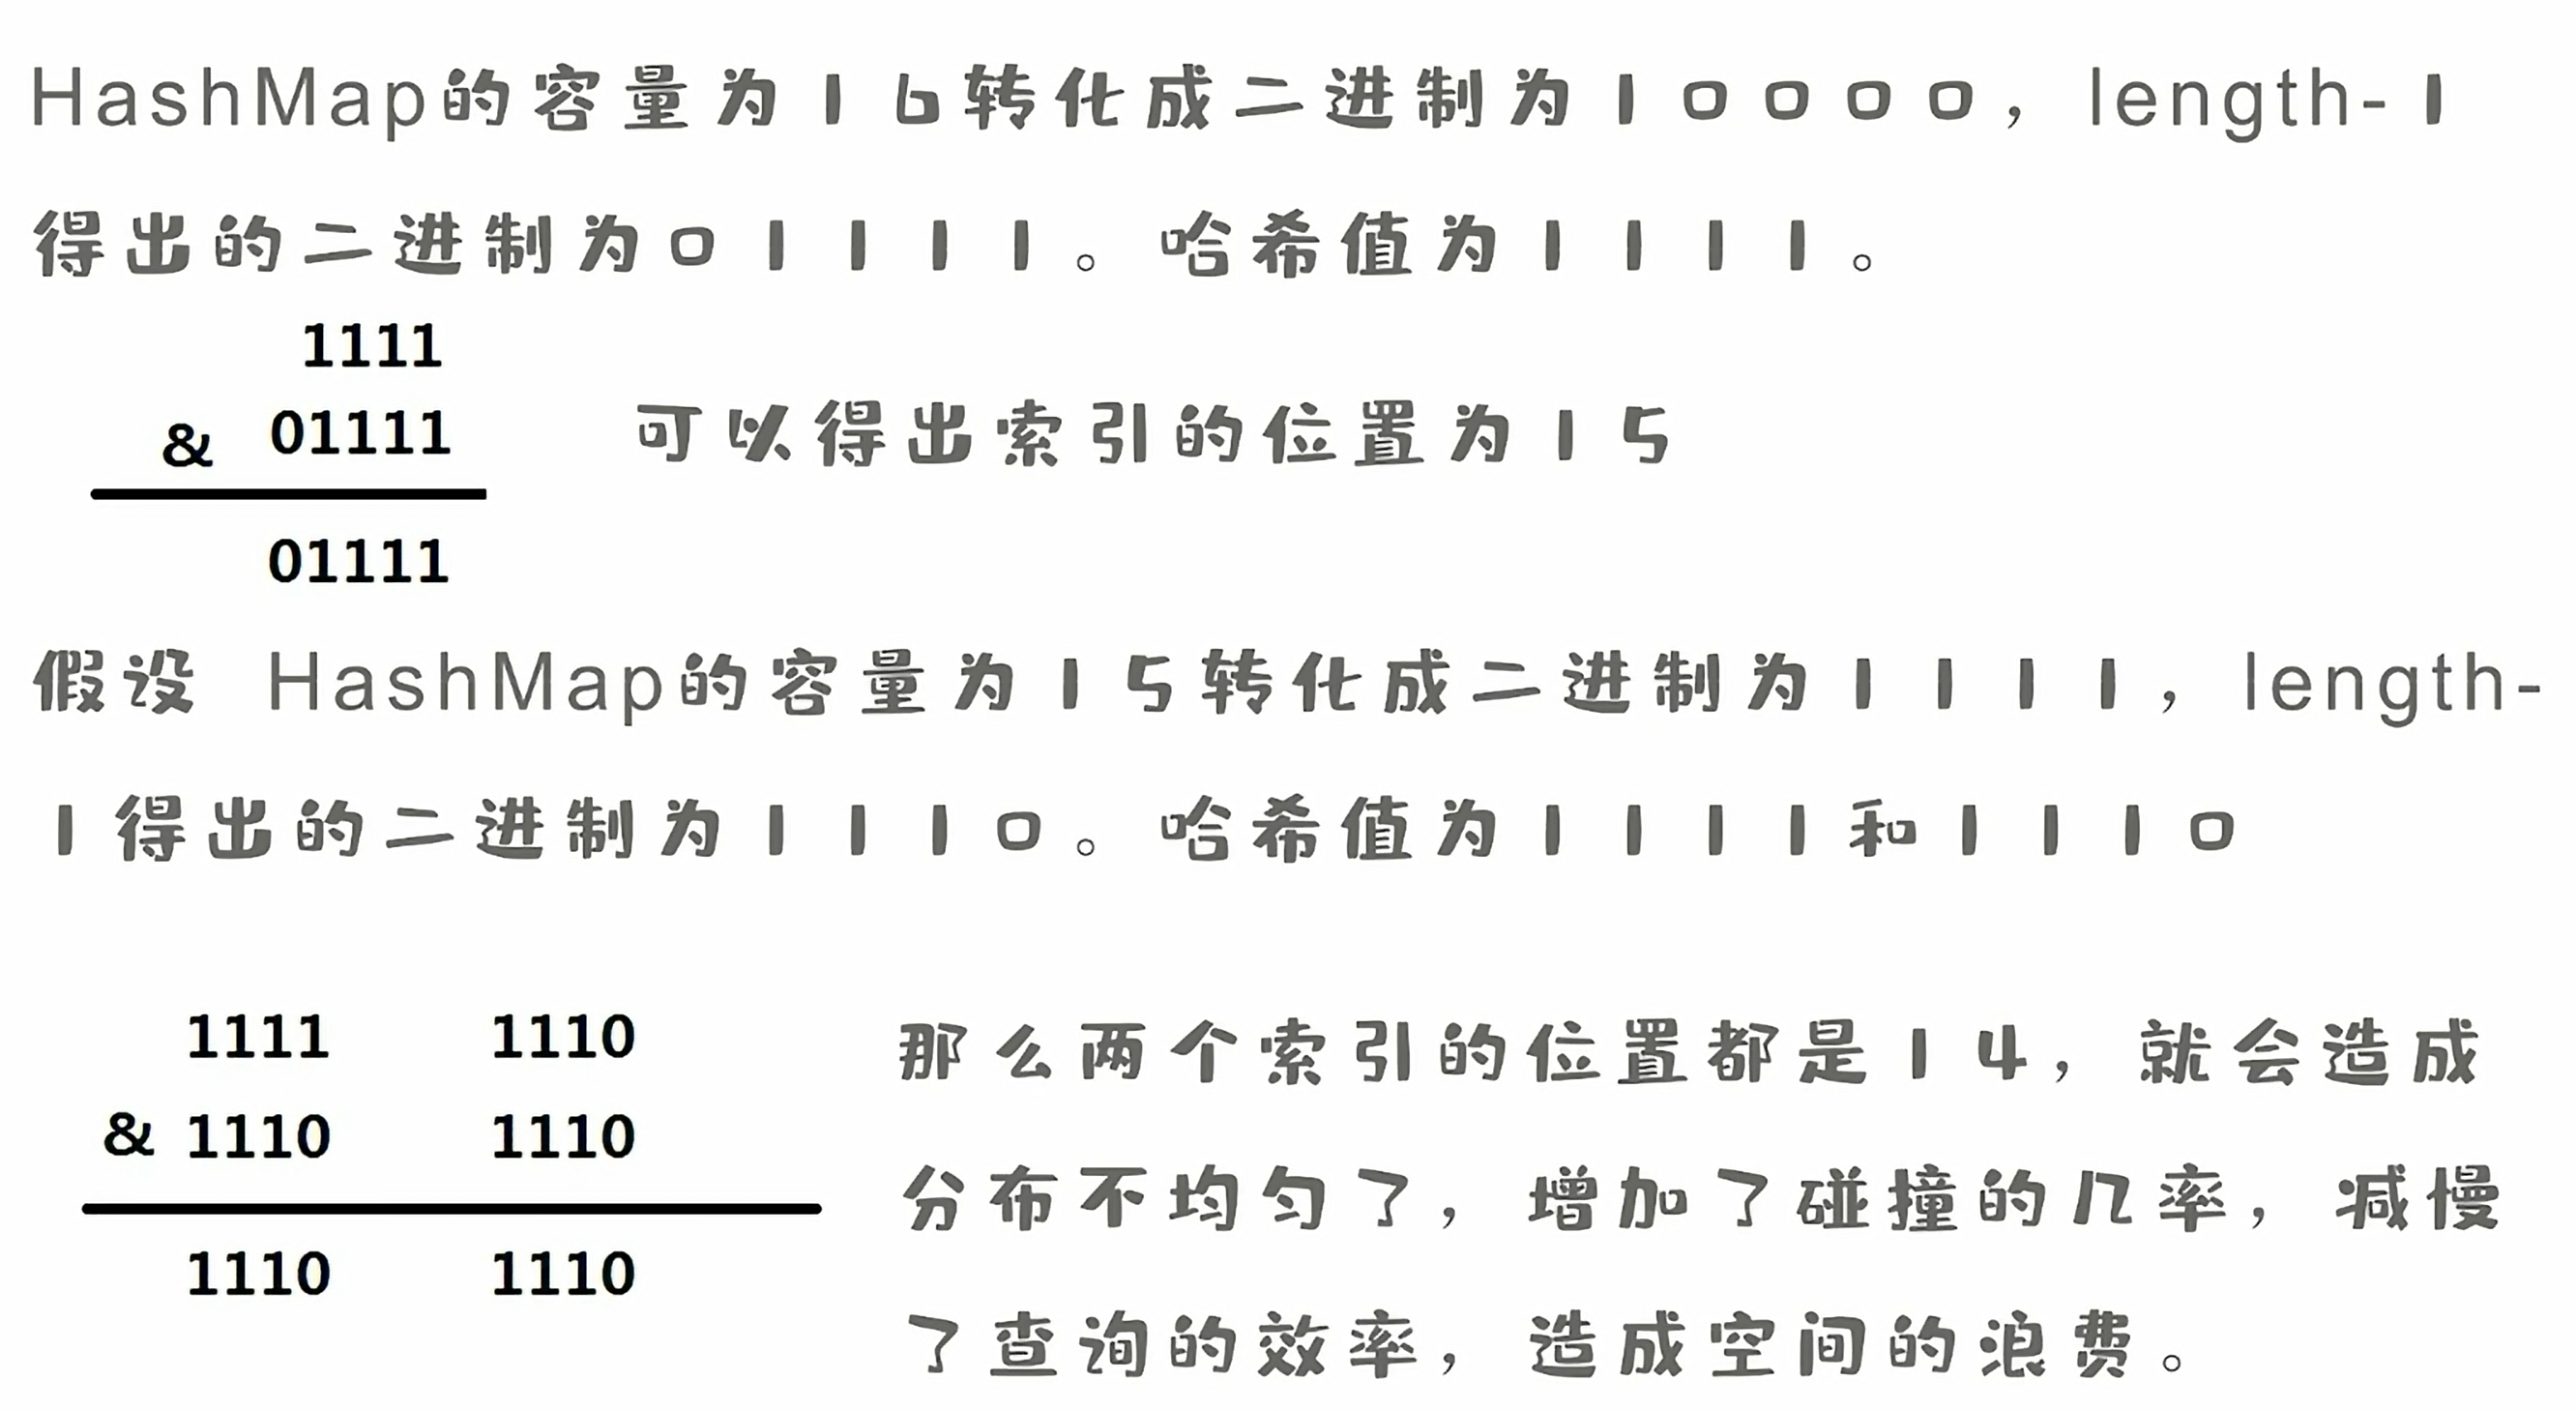 HashMap的容量为16转化成二进制为10000，length-1
得出的二进制为01111。哈希值为1111。
1111
& 01111
可以得出索引的位置为15
01111
假设 HashMap的容量为15转化成二进制为1111，length-
1得出的二进制为1110。哈希值为1111和1110
1111 1110
& 1110 1110
1110 1110
那么两个索引的位置都是14，就会造成
分布不均匀了，增加了碰撞的几率，减慢
了查询的效率，造成空间的浪费。